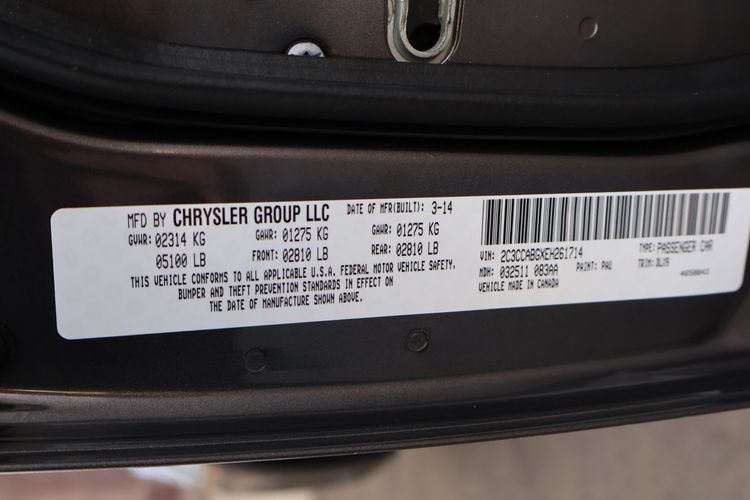 MFD BY CHRYSLER GROUP LLC DATE OF MFR(BUILT): 3-14
GVWR: 02314 KG GAWR: 01275 KG GAWR: 01275 KG
05100 LB FRONT: 02810 LB REAR: 02810 LB
THIS VEHICLE CONFORMS TO ALL APPLICABLE U.S.A. FEDERAL MOTOR VEHICLE SAFETY,
BUMPER AND THEFT PREVENTION STANDARDS IN EFFECT ON
THE DATE OF MANUFACTURE SHOWN ABOVE.
VIN: 2C3CCABGXEH261714 TYPE: PASSENGER CAR
MDH: 032511 083AA PAINT: PAU TRIM: DLX9
VEHICLE MADE IN CANADA